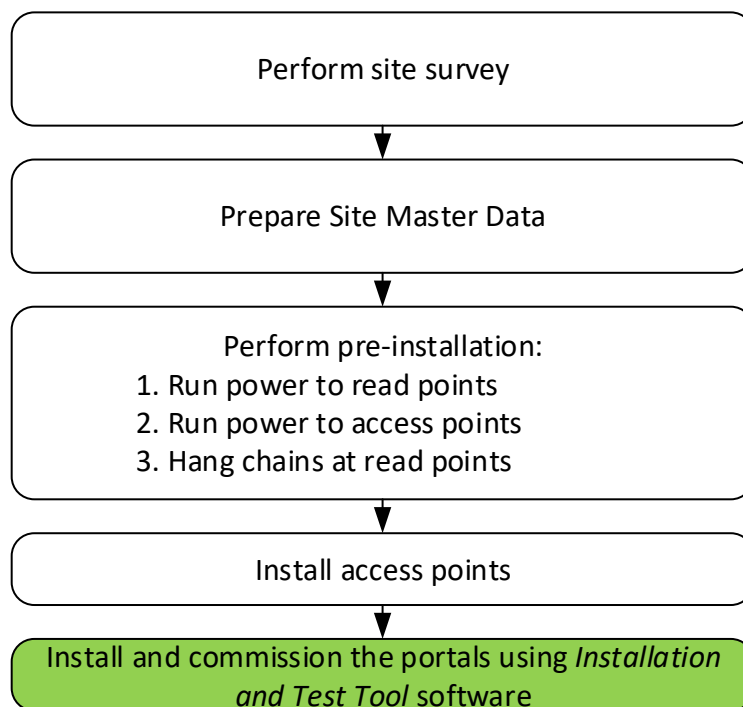 Perform site survey
Prepare Site Master Data
Perform pre-installation:
1. Run power to read points
2. Run power to access points
3. Hang chains at read points
Install access points
Install and commission the portals using Installation
and Test Tool software